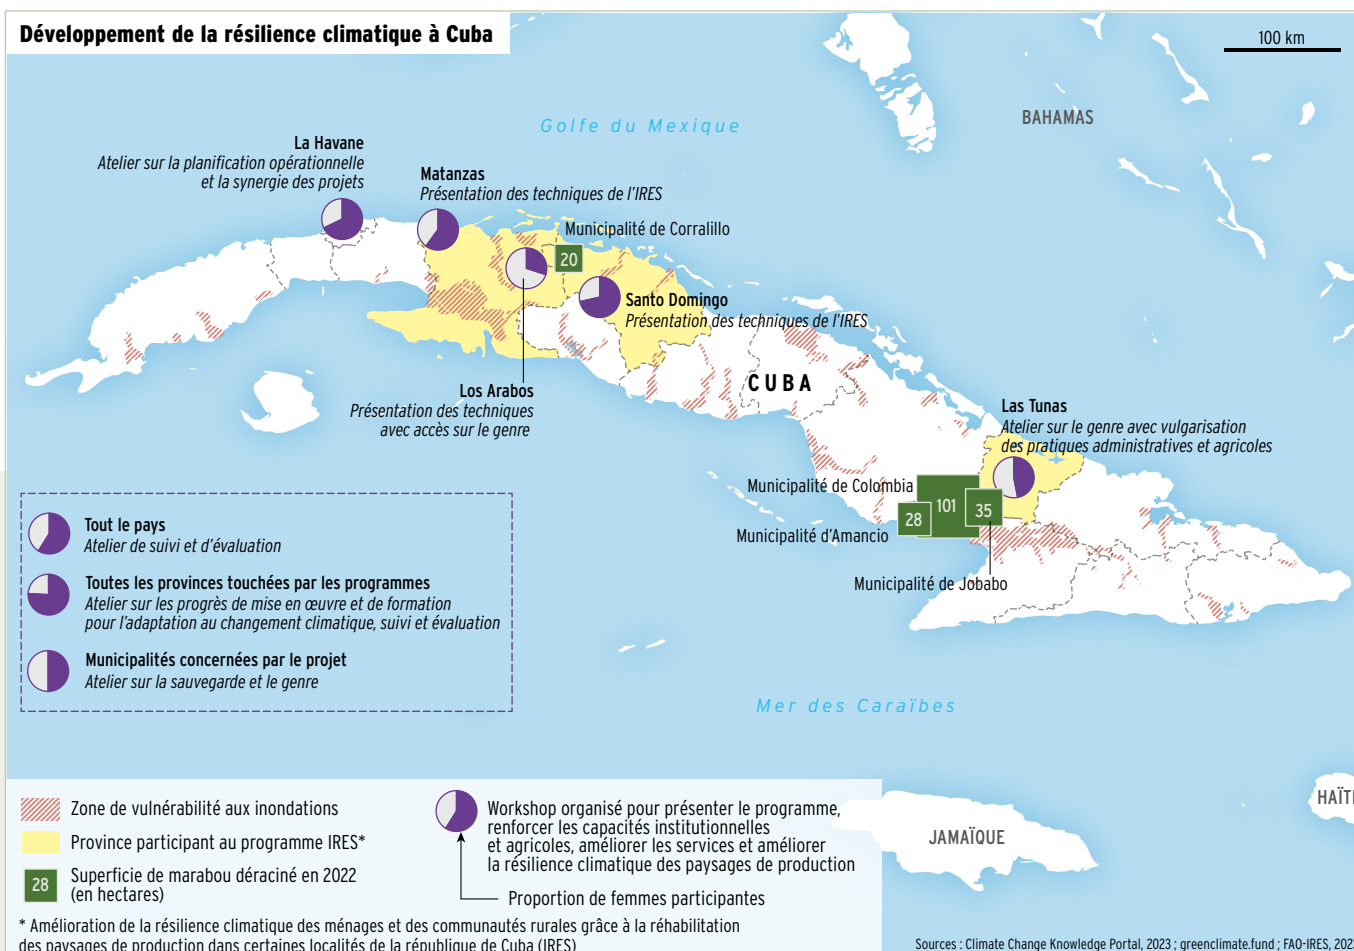 Développement de la résilience climatique à Cuba
100 km
BAHAMAS
Golfe du Mexique
La Havane
Atelier sur la planification opérationnelle
et la synergie des projets
Matanzas
Présentation des techniques de l'IRES
Municipalité de Corralillo
20
Santo Domingo
Présentation des techniques de l'IRES
CUBA
Los Arabos
Présentation des techniques
avec accès sur le genre
Las Tunas
Atelier sur le genre avec vulgarisation
des pratiques administratives et agricoles
Municipalité de Colombia
101
35
28
Municipalité d'Amancio
Municipalité de Jobabo
Tout le pays
Atelier de suivi et d'évaluation
Toutes les provinces touchées par les programmes
Atelier sur les progrès de mise en œuvre et de formation
pour l'adaptation au changement climatique, suivi et évaluation
Municipalités concernées par le projet
Atelier sur la sauvegarde et le genre
Mer des Caraïbes
HAÏTI
JAMAÏQUE
Zone de vulnérabilité aux inondations
Province participant au programme IRES*
28
Superficie de marabou déraciné en 2022
(en hectares)
Workshop organisé pour présenter le programme,
renforcer les capacités institutionnelles
et agricoles, améliorer les services et améliorer
la résilience climatique des paysages de production
Proportion de femmes participantes
* Amélioration de la résilience climatique des ménages et des communautés rurales grâce à la réhabilitation
des paysages de production dans certaines localités de la république de Cuba (IRES)
Sources : Climate Change Knowledge Portal, 2023 ; greenclimate.fund ; FAO-IRES,